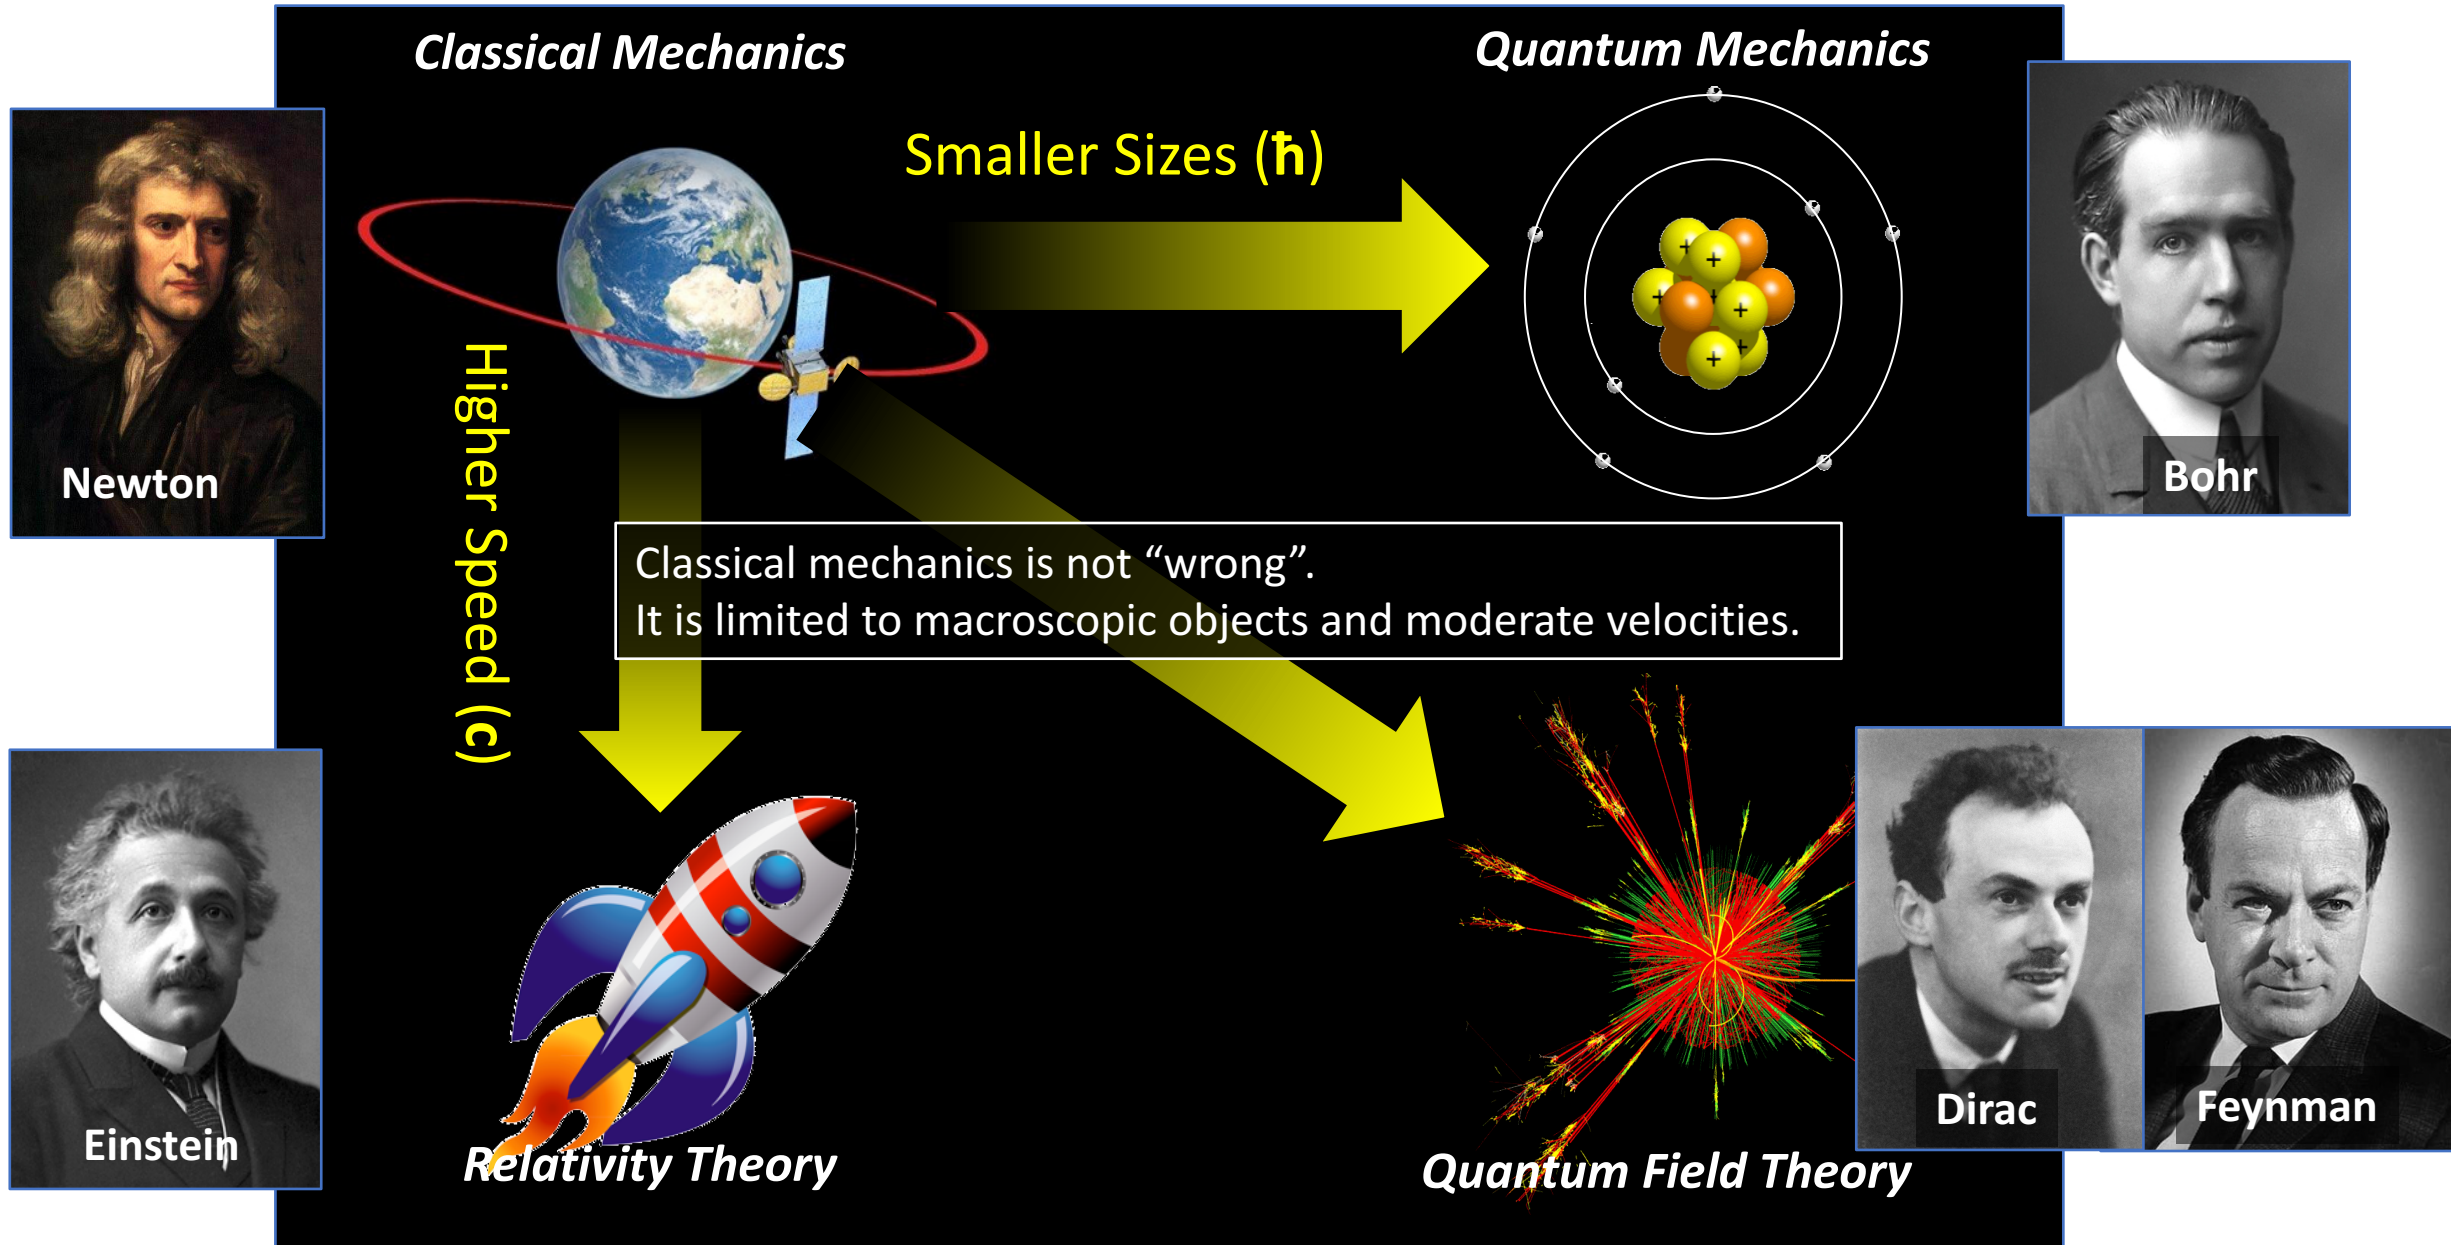 Classical Mechanics
Quantum Mechanics
Smaller Sizes (ħ)
Newton
Bohr
Higher Speed (c)
Classical mechanics is not “wrong”.
It is limited to macroscopic objects and moderate velocities.
Einstein
Dirac
Feynman
Relativity Theory
Quantum Field Theory
+
+
+
+
+
+
+